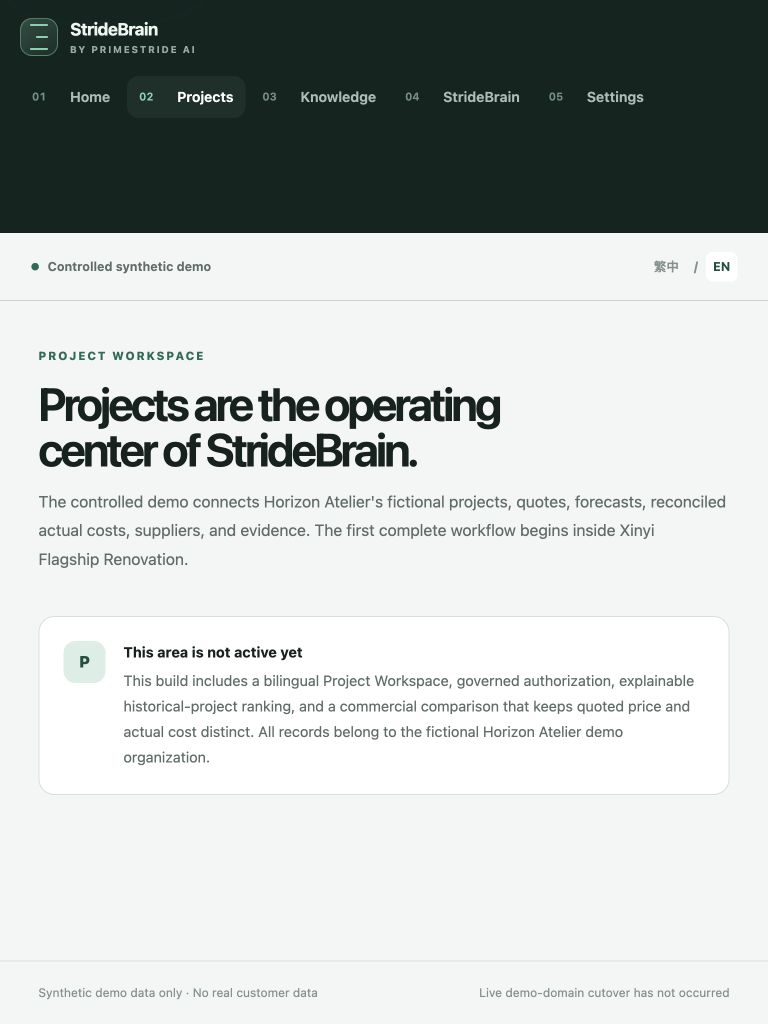 StrideBrain
BY PRIMESTRIDE AI
01 Home 02 Projects 03 Knowledge 04 StrideBrain 05 Settings
Controlled synthetic demo
繁中 / EN
PROJECT WORKSPACE
Projects are the operating
center of StrideBrain.
The controlled demo connects Horizon Atelier's fictional projects, quotes, forecasts, reconciled
actual costs, suppliers, and evidence. The first complete workflow begins inside Xinyi
Flagship Renovation.
P
This area is not active yet
This build includes a bilingual Project Workspace, governed authorization, explainable
historical-project ranking, and a commercial comparison that keeps quoted price and
actual cost distinct. All records belong to the fictional Horizon Atelier demo
organization.
Synthetic demo data only · No real customer data
Live demo-domain cutover has not occurred